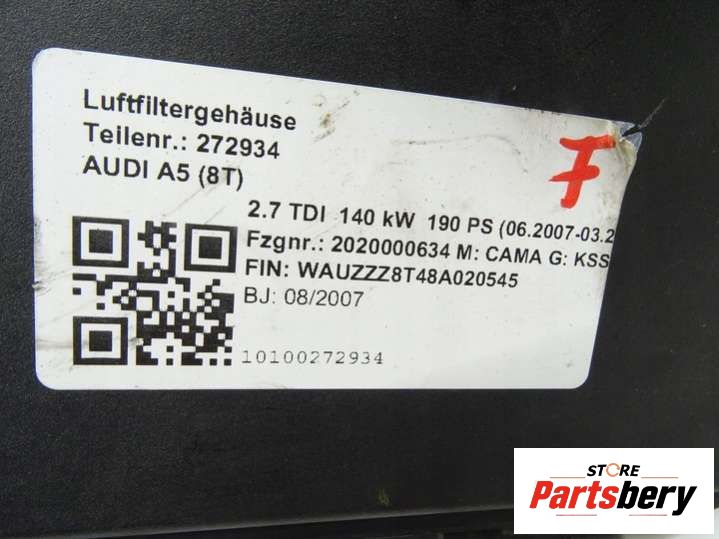 Luftfiltergehäuse
Teilenr.: 272934
AUDI A5 (8T)
F
2.7 TDI 140 kW 190 PS (06.2007-03.2
Fzgnr.: 2020000634 M: CAMA G: KSS
FIN: WAUZZZ8T48A020545
BJ: 08/2007
10100272934
STORE
Partsbery